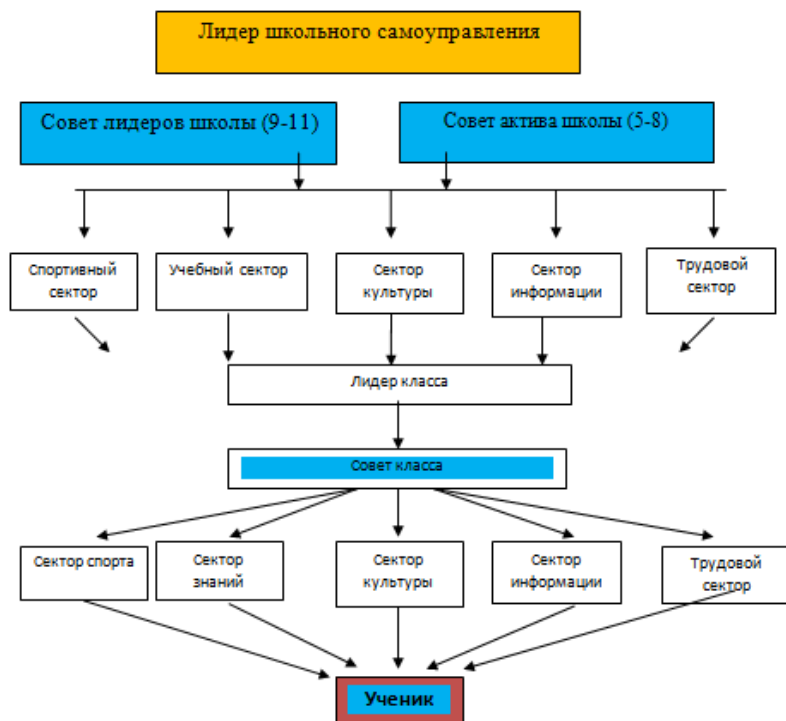 Лидер школьного самоуправления
Совет лидеров школы (9-11)
Совет актива школы (5-8)
Спортивный
сектор
Учебный сектор
Сектор
культуры
Сектор
информации
Трудовой
сектор
Лидер класса
Совет класса
Сектор спорта
Сектор
знаний
Сектор
культуры
Сектор
информации
Трудовой
сектор
Ученик